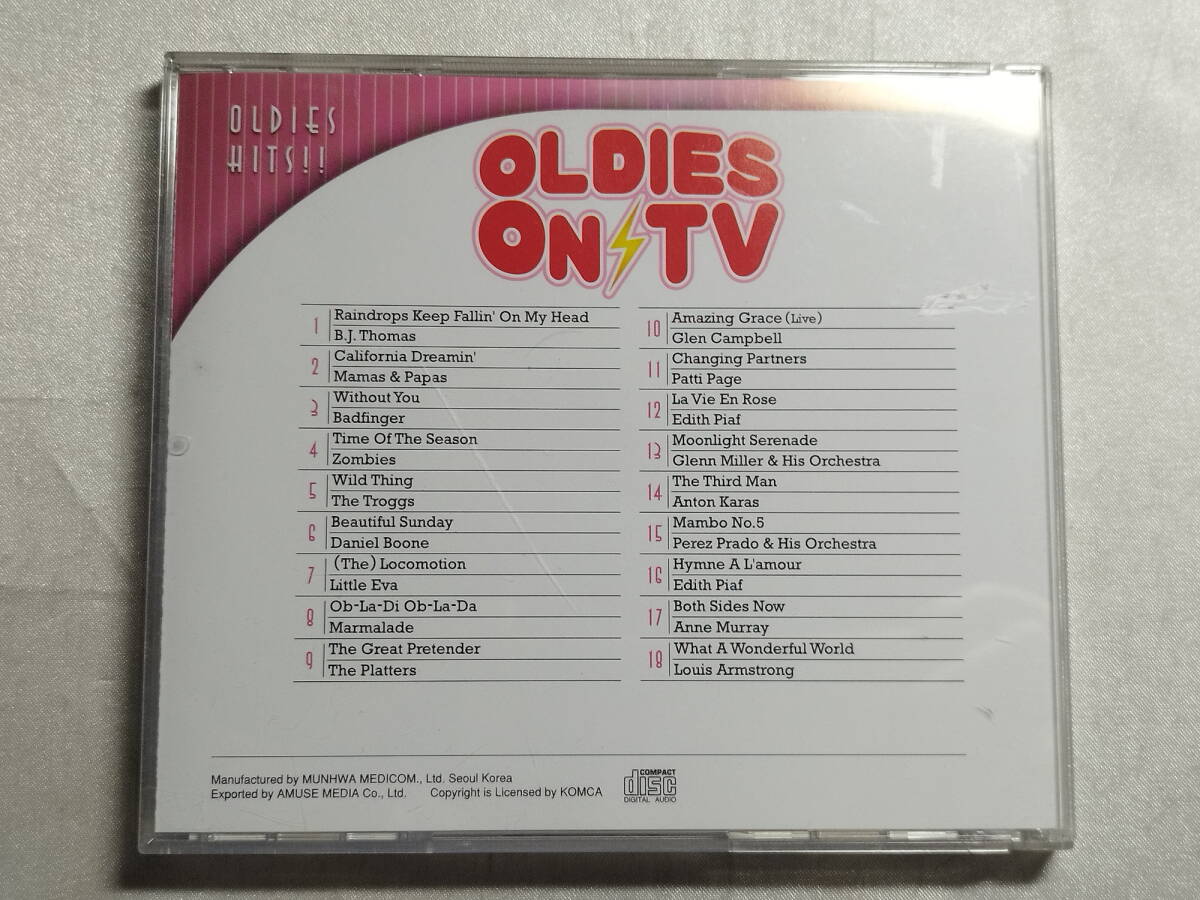 OLDIES
HITS!!
OLDIES
ON TV
1 Raindrops Keep Fallin' On My Head
B.J. Thomas
2 California Dreamin'
Mamas & Papas
3 Without You
Badfinger
4 Time Of The Season
Zombies
5 Wild Thing
The Troggs
6 Beautiful Sunday
Daniel Boone
7 (The) Locomotion
Little Eva
8 Ob-La-Di Ob-La-Da
Marmalade
9 The Great Pretender
The Platters
10 Amazing Grace (Live)
Glen Campbell
11 Changing Partners
Patti Page
12 La Vie En Rose
Edith Piaf
13 Moonlight Serenade
Glenn Miller & His Orchestra
14 The Third Man
Anton Karas
15 Mambo No.5
Perez Prado & His Orchestra
16 Hymne A L'amour
Edith Piaf
17 Both Sides Now
Anne Murray
18 What A Wonderful World
Louis Armstrong
Manufactured by MUNHWA MEDICOM., Ltd. Seoul Korea
Exported by AMUSE MEDIA Co., Ltd. Copyright is Licensed by KOMCA
COMPACT
disc
DIGITAL AUDIO